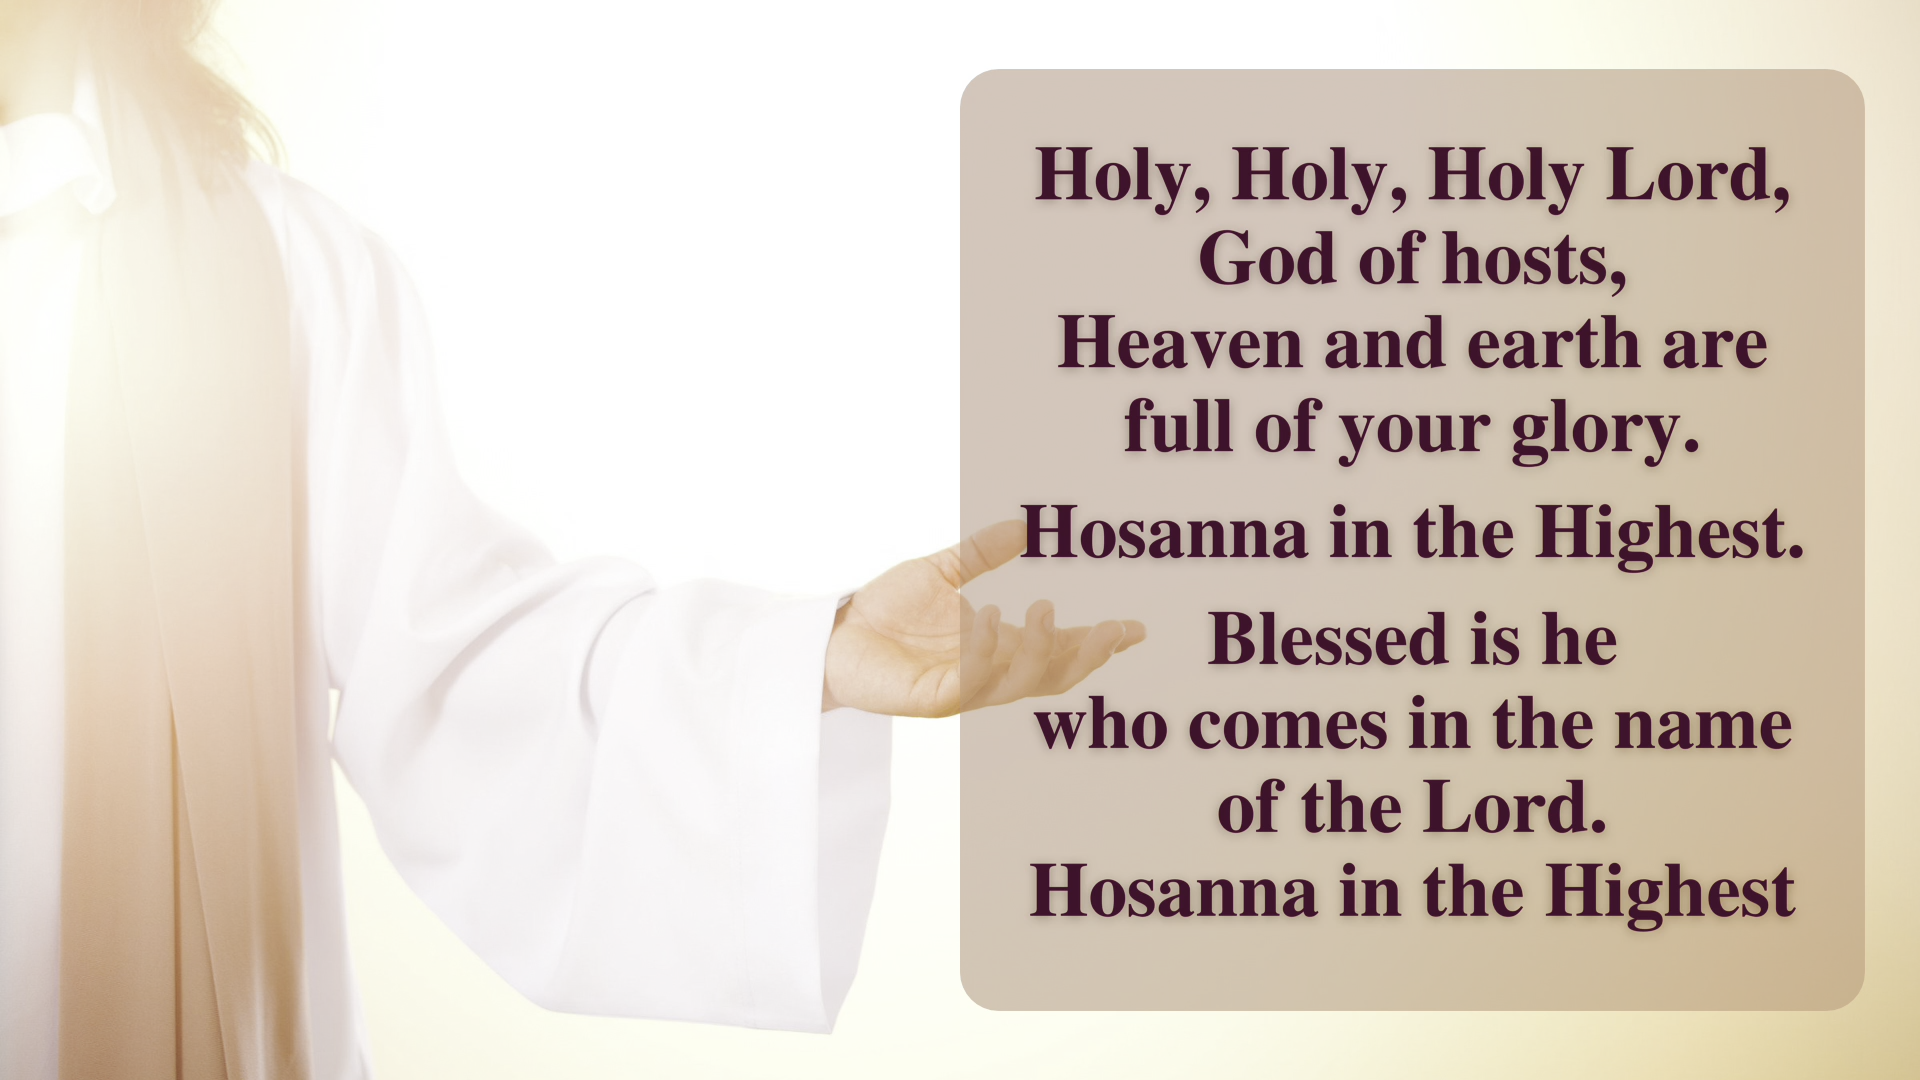 Holy, Holy, Holy Lord,
God of hosts,
Heaven and earth are
full of your glory.
Hosanna in the Highest.
Blessed is he
who comes in the name
of the Lord.
Hosanna in the Highest